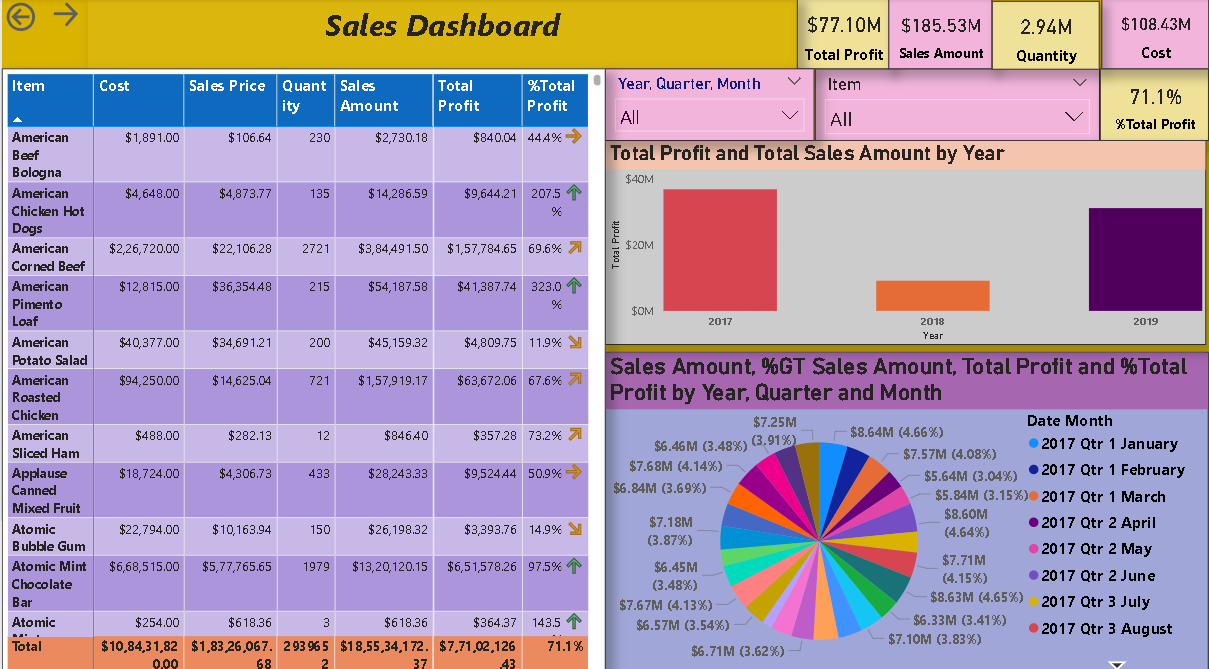 Sales Dashboard
$77.10M
Total Profit
$185.53M
Sales Amount
2.94M
Quantity
$108.43M
Cost
Item
Cost
Sales Price
Quant
ity
Sales
Amount
Total
Profit
%Total
Profit
American
Beef
Bologna
$1,891.00
$106.64
230
$2,730.18
$840.04
44.4%
American
Chicken Hot
Dogs
$4,648.00
$4,873.77
135
$14,286.59
$9,644.21
207.5
%
American
Corned Beef
$2,26,720.00
$22,106.28
2721
$3,84,491.50
$1,57,784.65
69.6%
American
Pimento
Loaf
$12,815.00
$36,354.48
215
$54,187.58
$41,387.74
323.0
%
American
Potato Salad
$40,377.00
$34,691.21
200
$45,159.32
$4,809.75
11.9%
American
Roasted
Chicken
$94,250.00
$14,625.04
721
$1,57,919.17
$63,672.06
67.6%
American
Sliced Ham
$488.00
$282.13
12
$846.40
$357.28
73.2%
Applause
Canned
Mixed Fruit
$18,724.00
$4,306.73
433
$28,243.33
$9,524.44
50.9%
Atomic
Bubble Gum
$22,794.00
$10,163.94
150
$26,198.32
$3,393.76
14.9%
Atomic Mint
Chocolate
Bar
$6,68,515.00
$5,77,765.65
1979
$13,20,120.15
$6,51,578.26
97.5%
Atomic
$254.00
$618.36
3
$618.36
$364.37
143.5
Total
$10,84,31,82
0.00
$1,83,26,067.
68
293965
2
$18,55,34,172.
37
$7,71,02,126
.43
71.1%
Year, Quarter, Month
All
Item
All
71.1%
%Total Profit
Total Profit and Total Sales Amount by Year
$40M
$20M
$0M
Total Profit
2017
2018
2019
Year
Sales Amount, %GT Sales Amount, Total Profit and %Total
Profit by Year, Quarter and Month
$8.64M (4.66%)
$7.57M (4.08%)
$5.64M (3.04%)
$5.84M (3.15%)
$8.60M
(4.64%)
$7.71M
(4.15%)
$8.63M (4.65%)
$6.33M (3.41%)
$7.10M (3.83%)
$6.71M (3.62%)
$6.57M (3.54%)
$7.67M (4.13%)
$6.45M
(3.48%)
$7.18M
(3.87%)
$6.84M (3.69%)
$7.68M (4.14%)
$6.46M (3.48%)
$7.25M
(3.91%)
Date Month
2017 Qtr 1 January
2017 Qtr 1 February
2017 Qtr 1 March
2017 Qtr 2 April
2017 Qtr 2 May
2017 Qtr 2 June
2017 Qtr 3 July
2017 Qtr 3 August